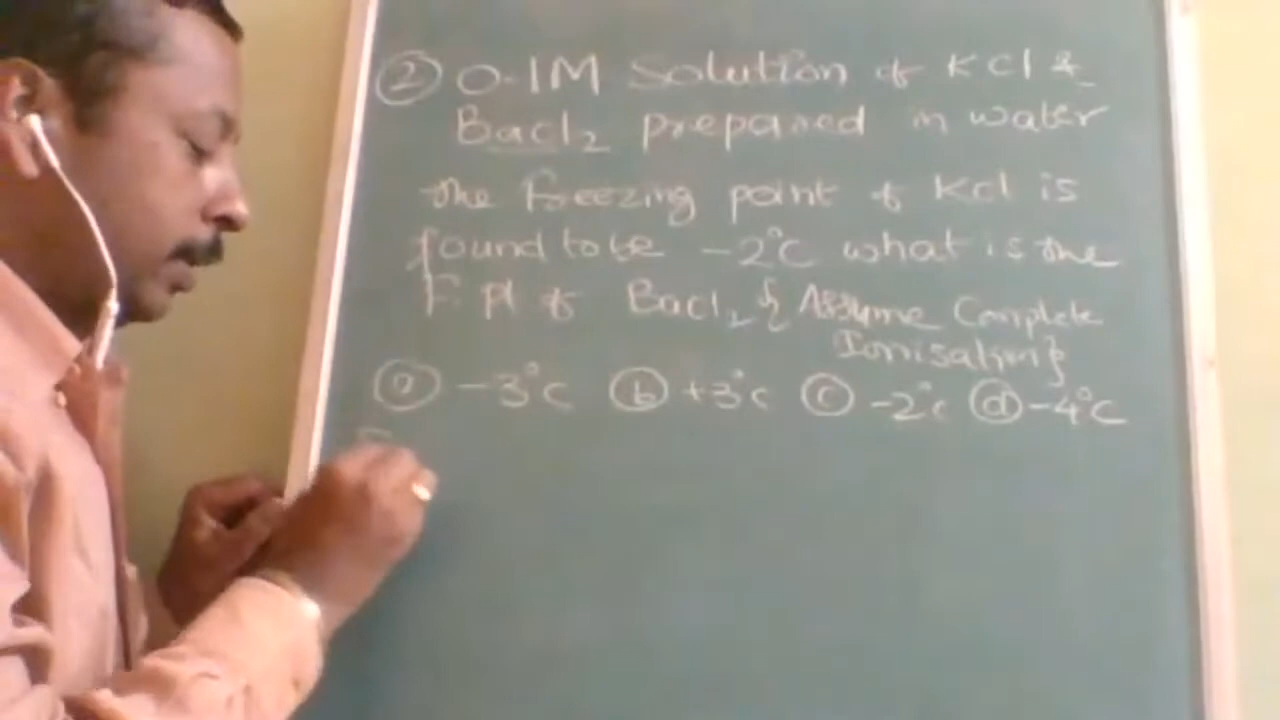 ② 0.1M Solution of KCl &
BaCl₂ prepared in water
the freezing point of KCl is
found to be -2°C what is the
F. pt of BaCl₂ { Assume Complete
Ionisation}
ⓐ -3°C ⓑ +3°C ⓒ -2°C ⓓ -4°C